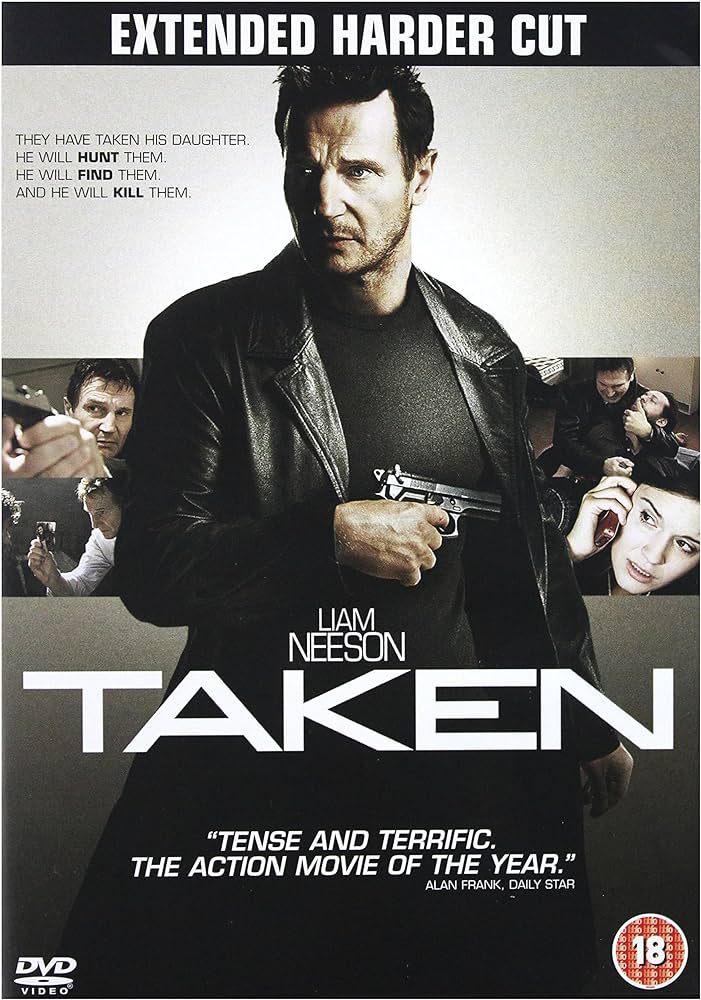 EXTENDED HARDER CUT
THEY HAVE TAKEN HIS DAUGHTER.
HE WILL HUNT THEM.
HE WILL FIND THEM.
AND HE WILL KILL THEM.
LIAM
NEESON
TAKEN
"TENSE AND TERRIFIC.
THE ACTION MOVIE OF THE YEAR."
ALAN FRANK, DAILY STAR
DVD
VIDEO
18